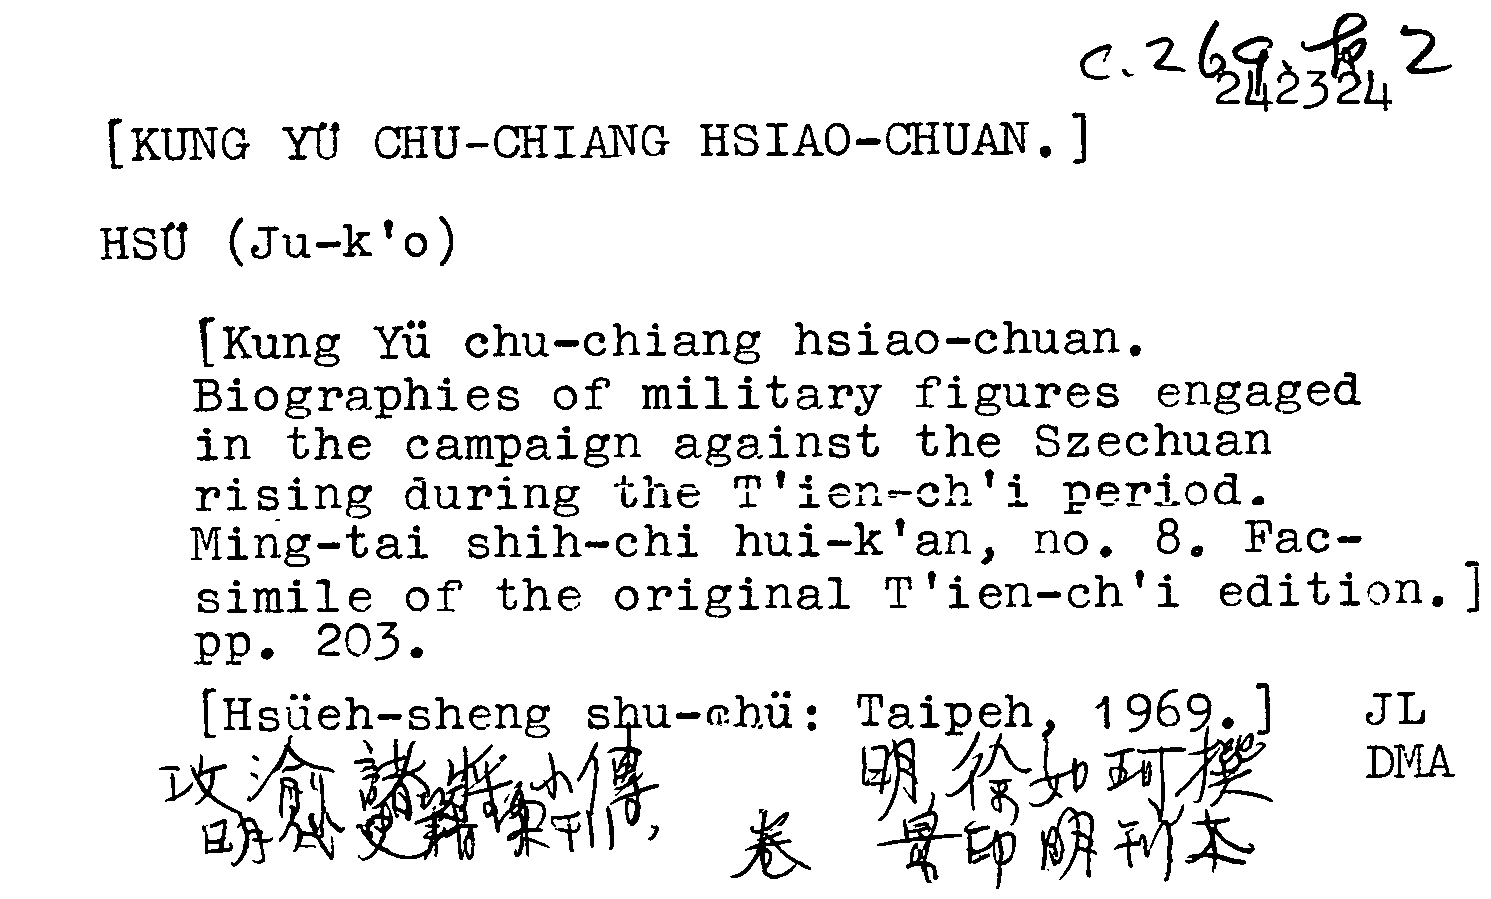 c.269.
242324
[KUNG YÜ CHU-CHIANG HSIAO-CHUAN.]
HSÜ (Ju-k'o)
[Kung Yü chu-chiang hsiao-chuan.
Biographies of military figures engaged
in the campaign against the Szechuan
rising during the T'ien-ch'i period.
Ming-tai shih-chi hui-k'an, no. 8. Fac-
simile of the original T'ien-ch'i edition.]
pp. 203.
[Hsüeh-sheng shu-chü: Taipeh, 1969.] JL
攻渝諸將小傳 明徐如珂撰 DMA
明代史籍彙刊, 卷 景印明刊本